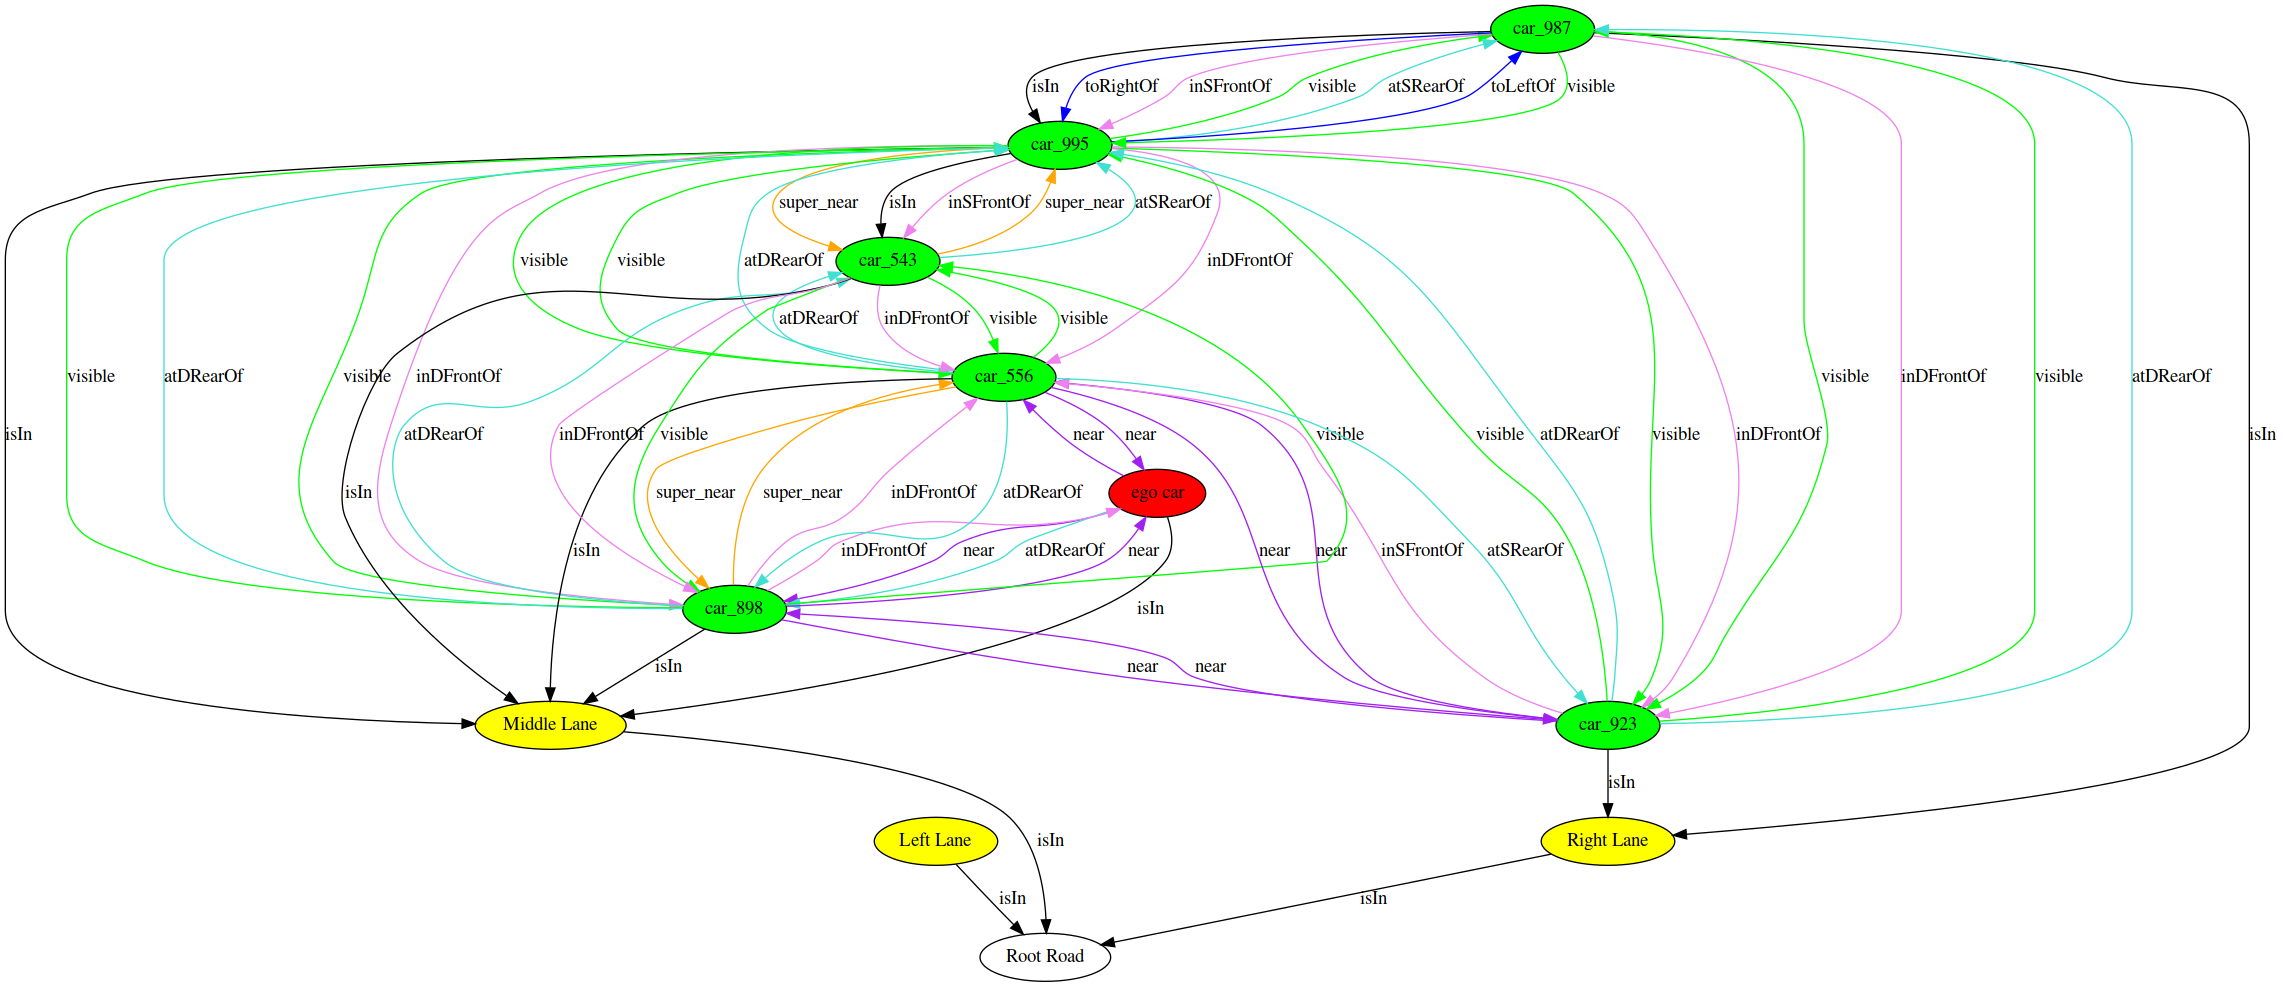 car_987
isIn toRightOf inSFrontOf visible atSRearOf toLeftOf visible
car_995
super_near isIn inSFrontOf super_near atSRearOf
visible visible atDRearOf car_543 inDFrontOf
atDRearOf inDFrontOf visible visible
visible atDRearOf visible inDFrontOf car_556 visible inDFrontOf visible atDRearOf
isIn atDRearOf inDFrontOf visible near near visible visible atDRearOf visible inDFrontOf isIn
isIn super_near super_near inDFrontOf atDRearOf ego car
isIn inDFrontOf near atDRearOf near near near inSFrontOf atSRearOf
car_898 isIn
isIn near near
Middle Lane car_923
isIn
Left Lane isIn Right Lane
isIn isIn
Root Road